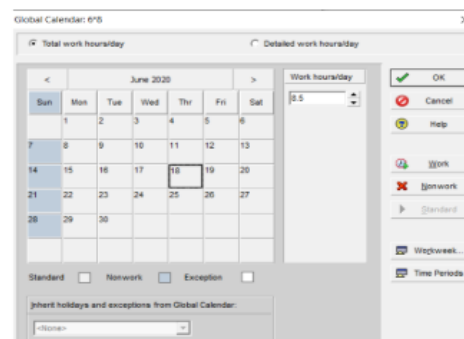 Global Calendar: 6*8
Total work hours/day
Detailed work hours/day
< June 2020 >
Sun Mon Tue Wed Thr Fri Sat
1 2 3 4 5 6
7 8 9 10 11 12 13
14 15 16 17 18 19 20
21 22 23 24 25 26 27
28 29 30
Work hours/day
8.5
OK
Cancel
Help
Work
Nonwork
Standard
Workweek...
Time Periods
Standard Nonwork Exception
Inherit holidays and exceptions from Global Calendar:
<None>